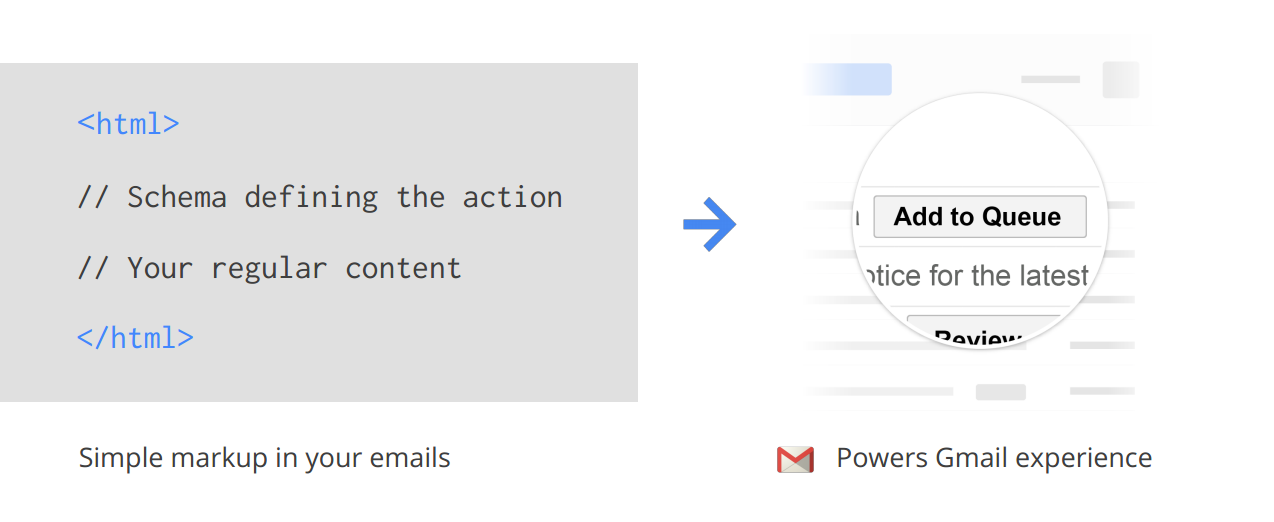 <html>
// Schema defining the action
// Your regular content
</html>
Simple markup in your emails
Add to Queue
for the latest
Review
Powers Gmail experience